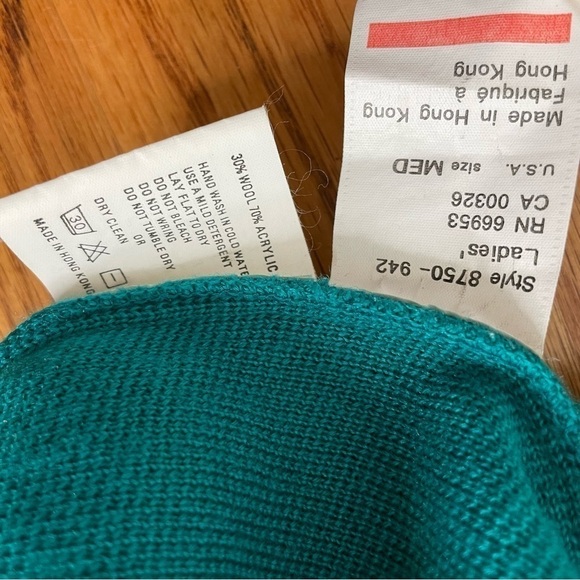 30% WOOL 70% ACRYLIC
HAND WASH IN COLD WATE
USE A MILD DETERGENT
LAY FLAT TO DRY
DO NOT BLEACH
DO NOT WRING
DO NOT TUMBLE DRY
OR
DRY CLEAN
30
MADE IN HONG KONG
Style 8750-942
Ladies'
RN 66953
CA 00326
U.S.A. size MED
Made in Hong Kong
Fabriqué à
Hong Kong